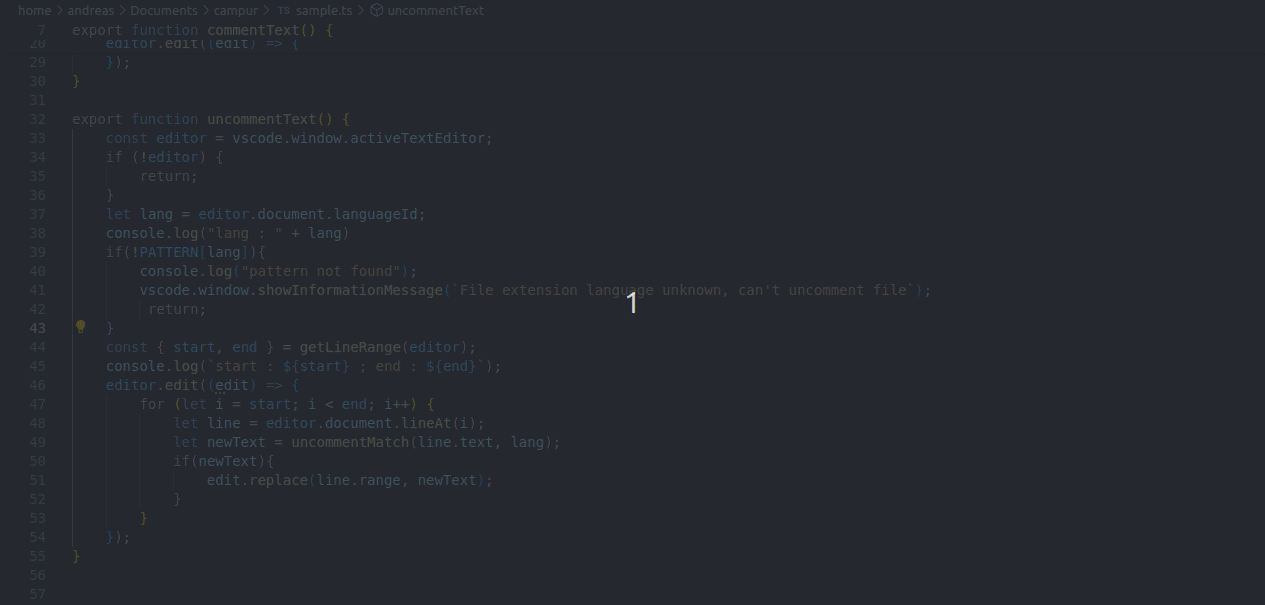 home > andreas > Documents > campur > TS sample.ts > uncommentText
7 export function commentText() {
28 editor.edit((edit) => {
29 });
30 }
31
32 export function uncommentText() {
33 const editor = vscode.window.activeTextEditor;
34 if (!editor) {
35 return;
36 }
37 let lang = editor.document.languageId;
38 console.log("lang : " + lang)
39 if(!PATTERN[lang]){
40 console.log("pattern not found");
41 vscode.window.showInformationMessage(`File extension language unknown, can't uncomment file`);
1
42 return;
43 }
44 const { start, end } = getLineRange(editor);
45 console.log(`start : ${start} ; end : ${end}`);
46 editor.edit((edit) => {
47 for (let i = start; i < end; i++) {
48 let line = editor.document.lineAt(i);
49 let newText = uncommentMatch(line.text, lang);
50 if(newText){
51 edit.replace(line.range, newText);
52 }
53 }
54 });
55 }
56
57